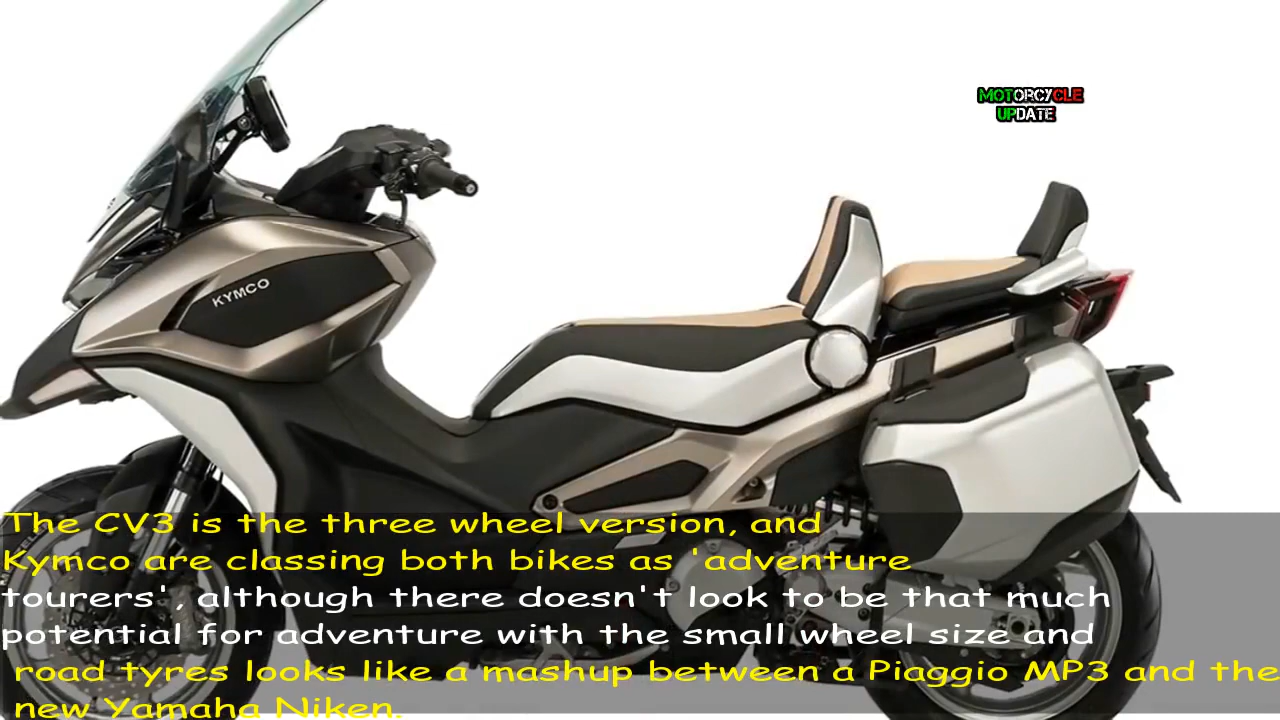 MOTORCYCLE
UPDATE
KYMCO
The CV3 is the three wheel version, and
Kymco are classing both bikes as 'adventure
tourers', although there doesn't look to be that much
potential for adventure with the small wheel size and
road tyres looks like a mashup between a Piaggio MP3 and the
new Yamaha Niken.